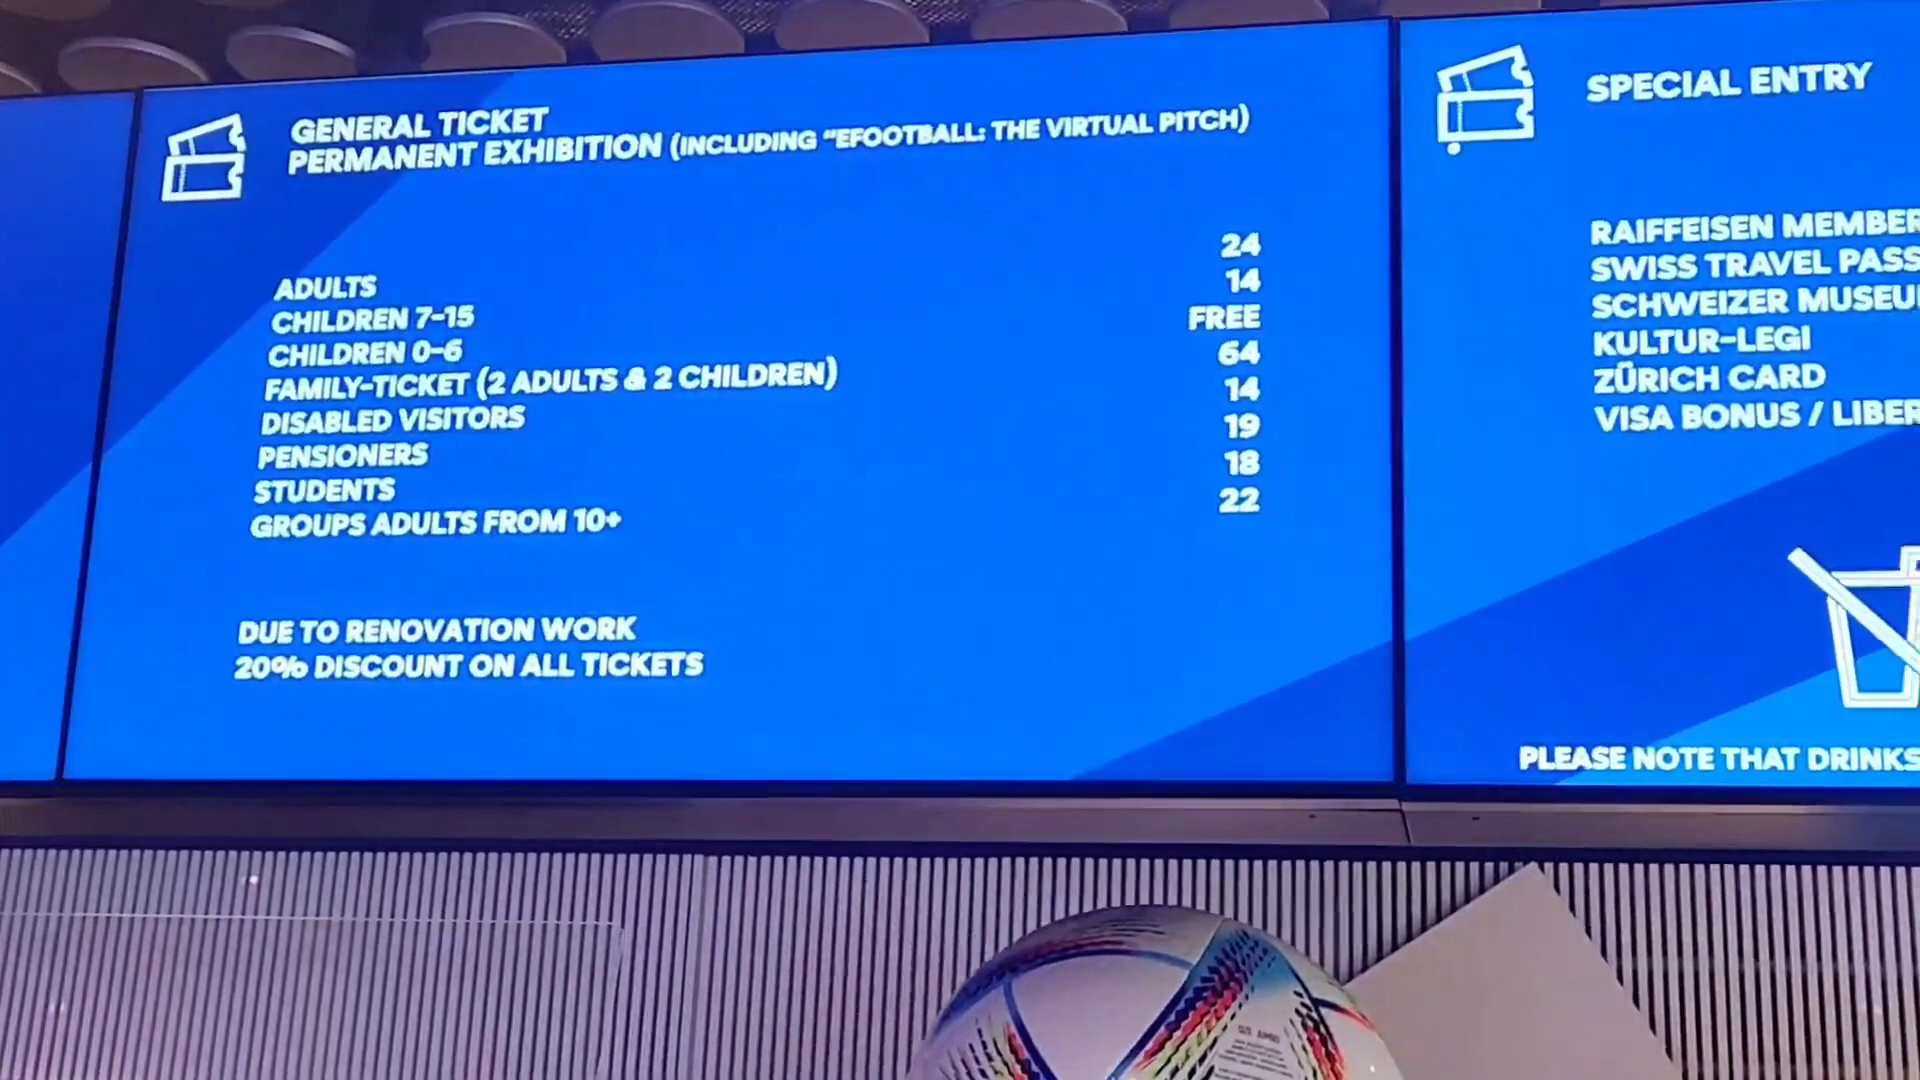 GENERAL TICKET
PERMANENT EXHIBITION (INCLUDING “EFOOTBALL: THE VIRTUAL PITCH)
ADULTS 24
CHILDREN 7-15 14
CHILDREN 0-6 FREE
FAMILY-TICKET (2 ADULTS & 2 CHILDREN) 64
DISABLED VISITORS 14
PENSIONERS 19
STUDENTS 18
GROUPS ADULTS FROM 10+ 22
DUE TO RENOVATION WORK
20% DISCOUNT ON ALL TICKETS
SPECIAL ENTRY
RAIFFEISEN MEMBER
SWISS TRAVEL PASS
SCHWEIZER
KULTUR-LEGI
ZÜRICH CARD
VISA BONUS /
PLEASE NOTE THAT DRINKS